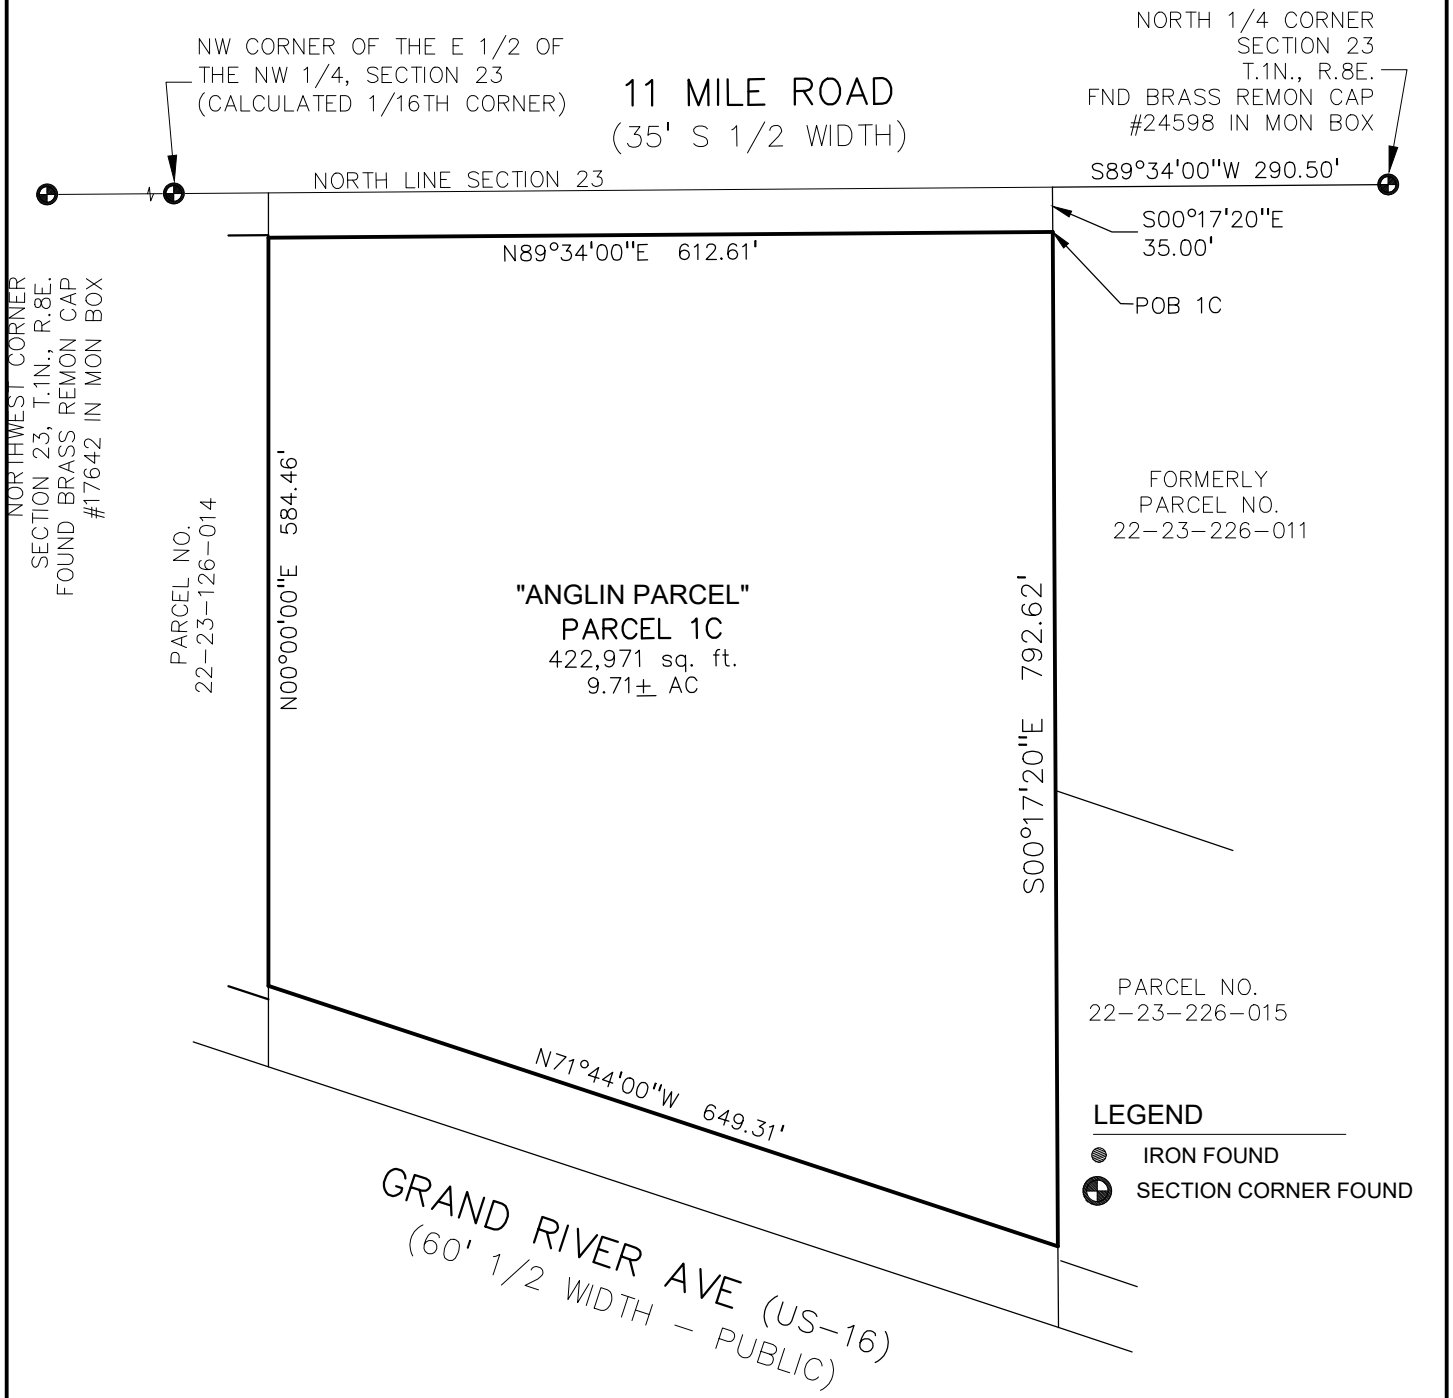 NW CORNER OF THE E 1/2 OF
THE NW 1/4, SECTION 23
(CALCULATED 1/16TH CORNER)
11 MILE ROAD
(35' S 1/2 WIDTH)
NORTH 1/4 CORNER
SECTION 23
T.1N., R.8E.
FND BRASS REMON CAP
#24598 IN MON BOX
NORTH LINE SECTION 23
S89°34'00"W 290.50'
S00°17'20"E
35.00'
N89°34'00"E 612.61'
POB 1C
NORTHWEST CORNER
SECTION 23, T.1N., R.8E.
FOUND BRASS REMON CAP
#17642 IN MON BOX
PARCEL NO.
22-23-126-014
N00°00'00"E 584.46'
"ANGLIN PARCEL"
PARCEL 1C
422,971 sq. ft.
9.71± AC
S00°17'20"E 792.62'
FORMERLY
PARCEL NO.
22-23-226-011
PARCEL NO.
22-23-226-015
N71°44'00"W 649.31'
GRAND RIVER AVE (US-16)
(60' 1/2 WIDTH - PUBLIC)
LEGEND
IRON FOUND
SECTION CORNER FOUND